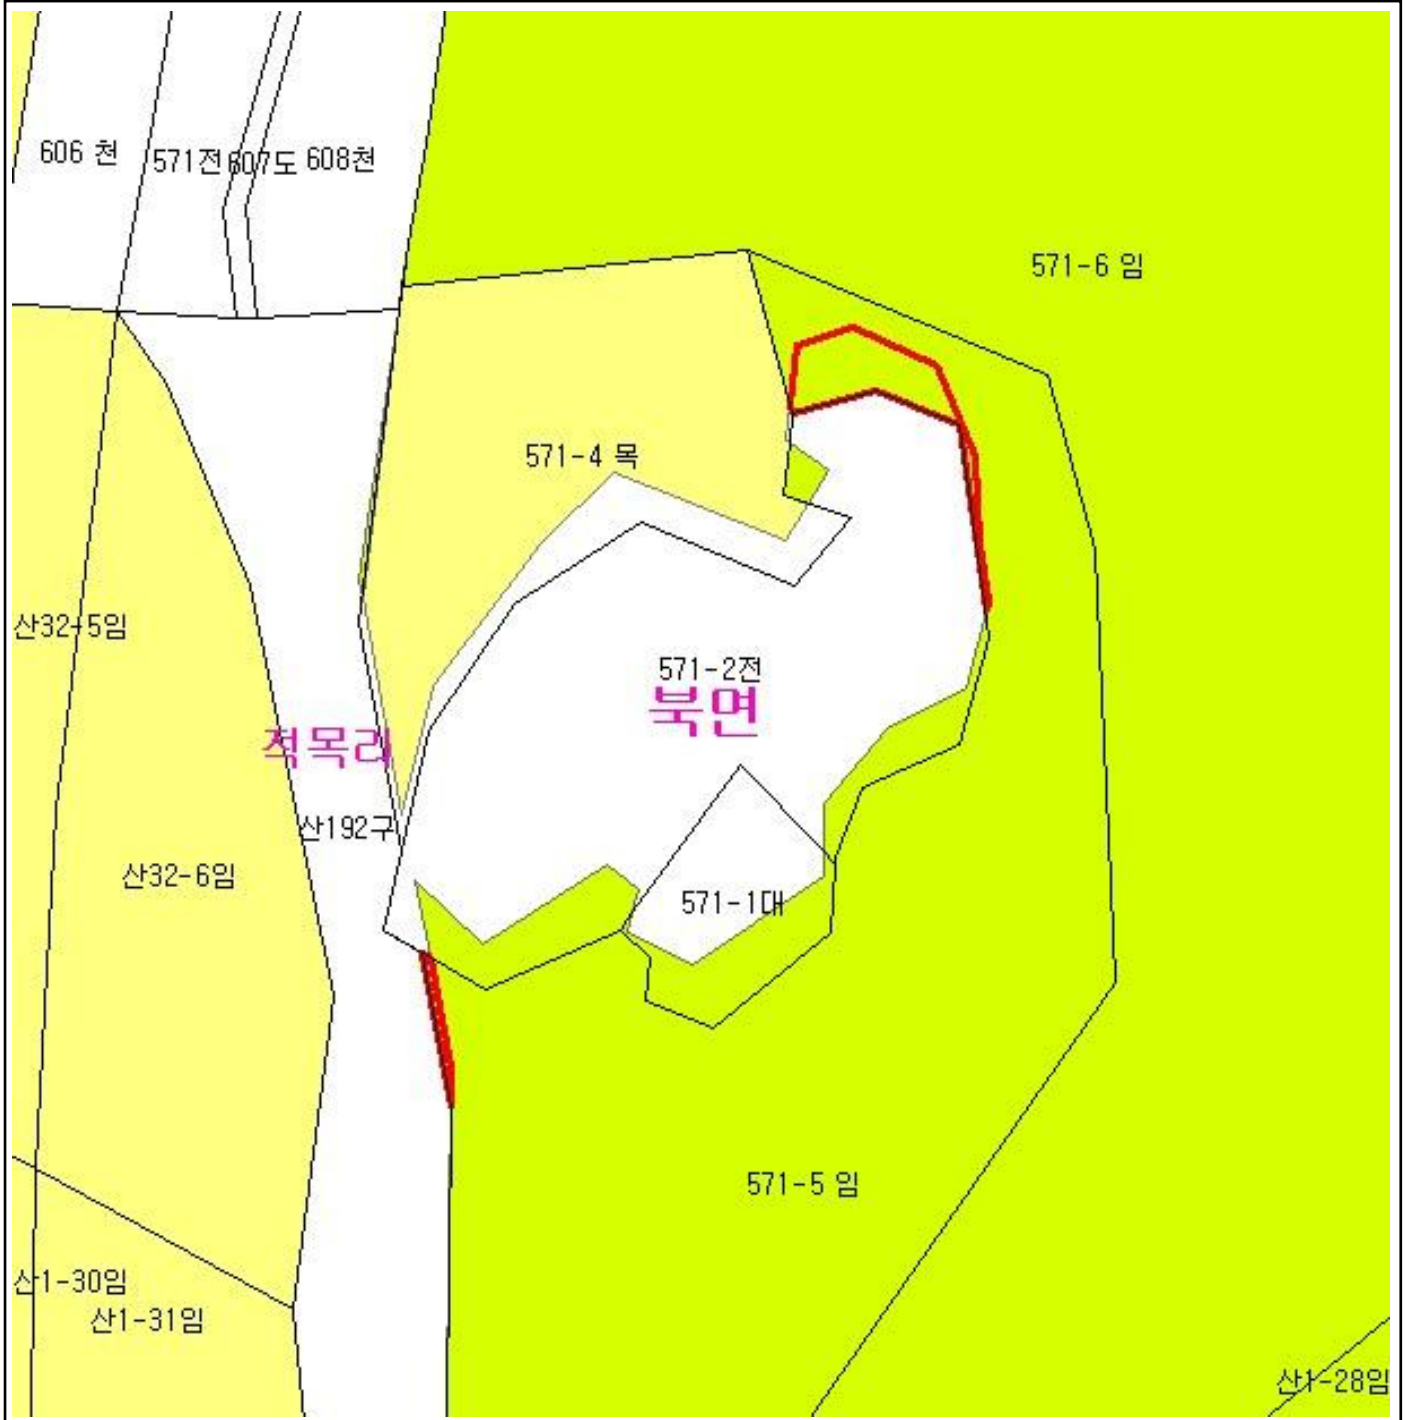 606 천
571전
607도
608천
571-6 임
571-4 목
산32-5임
571-2전
북면
적목리
산192구
산32-6임
571-1대
571-5 임
산1-30임
산1-31임
산1-28임